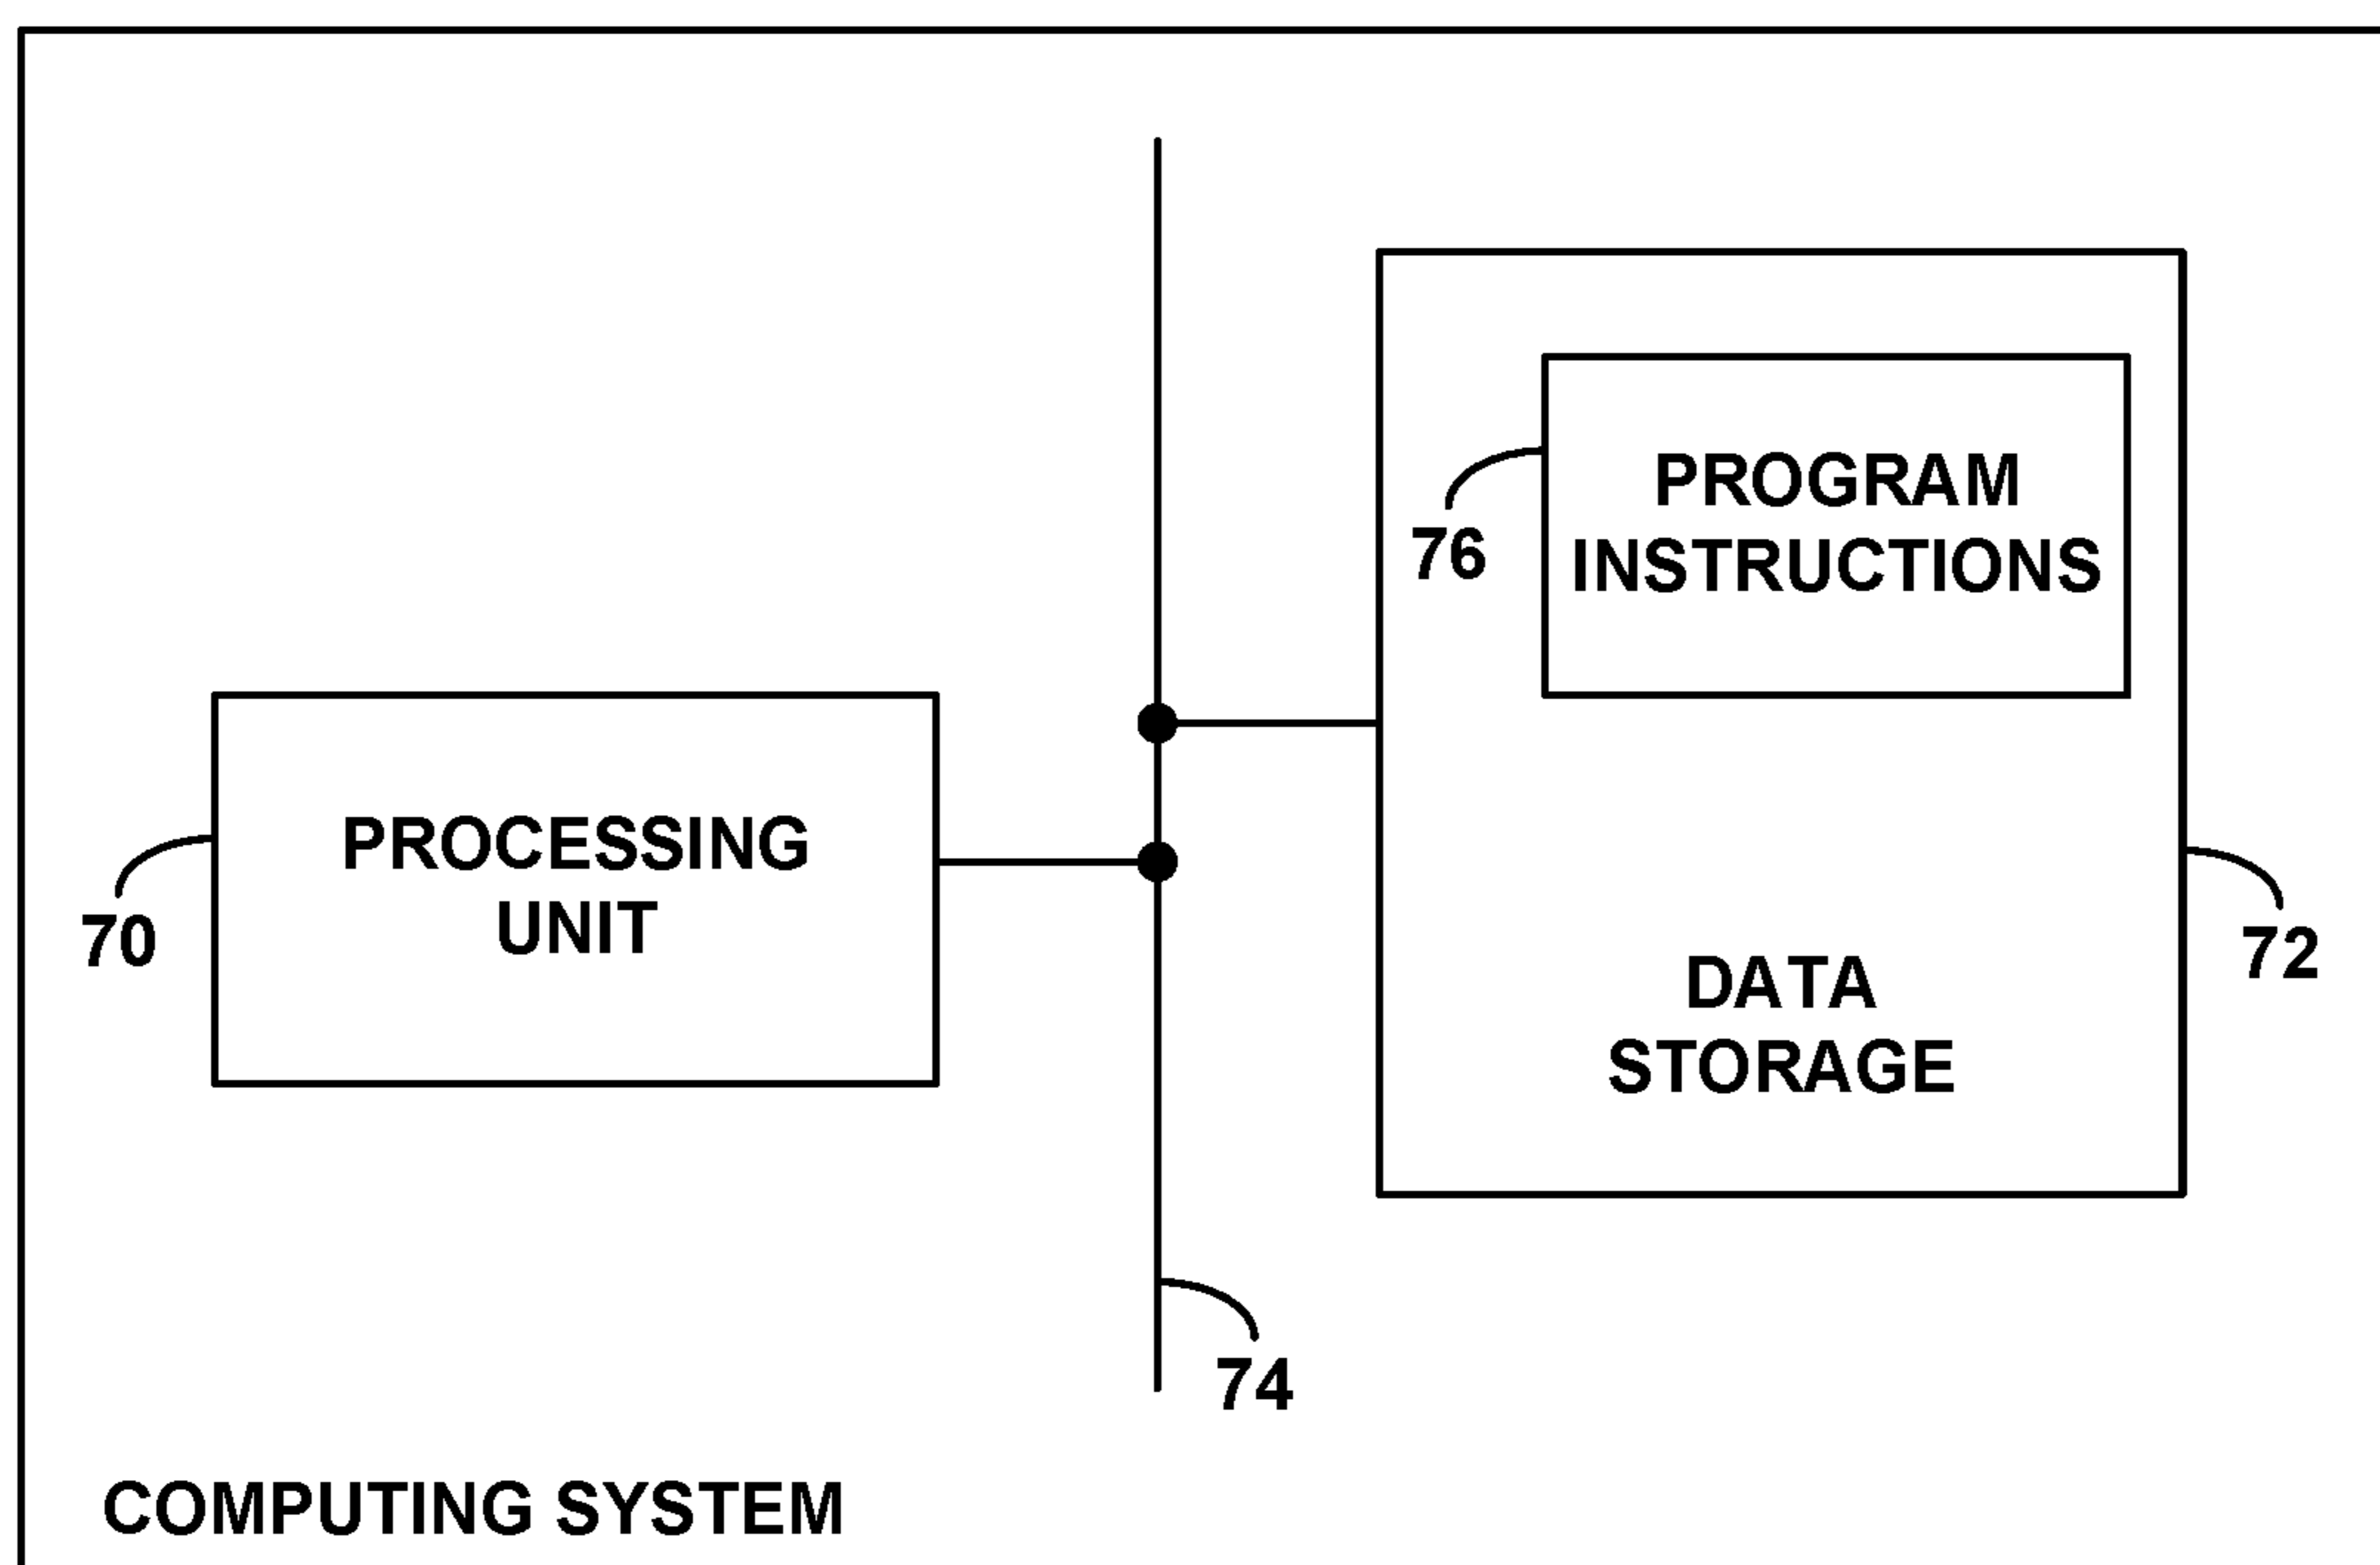 PROGRAM
INSTRUCTIONS
76
PROCESSING
UNIT
70
DATA
STORAGE
72
74
COMPUTING SYSTEM